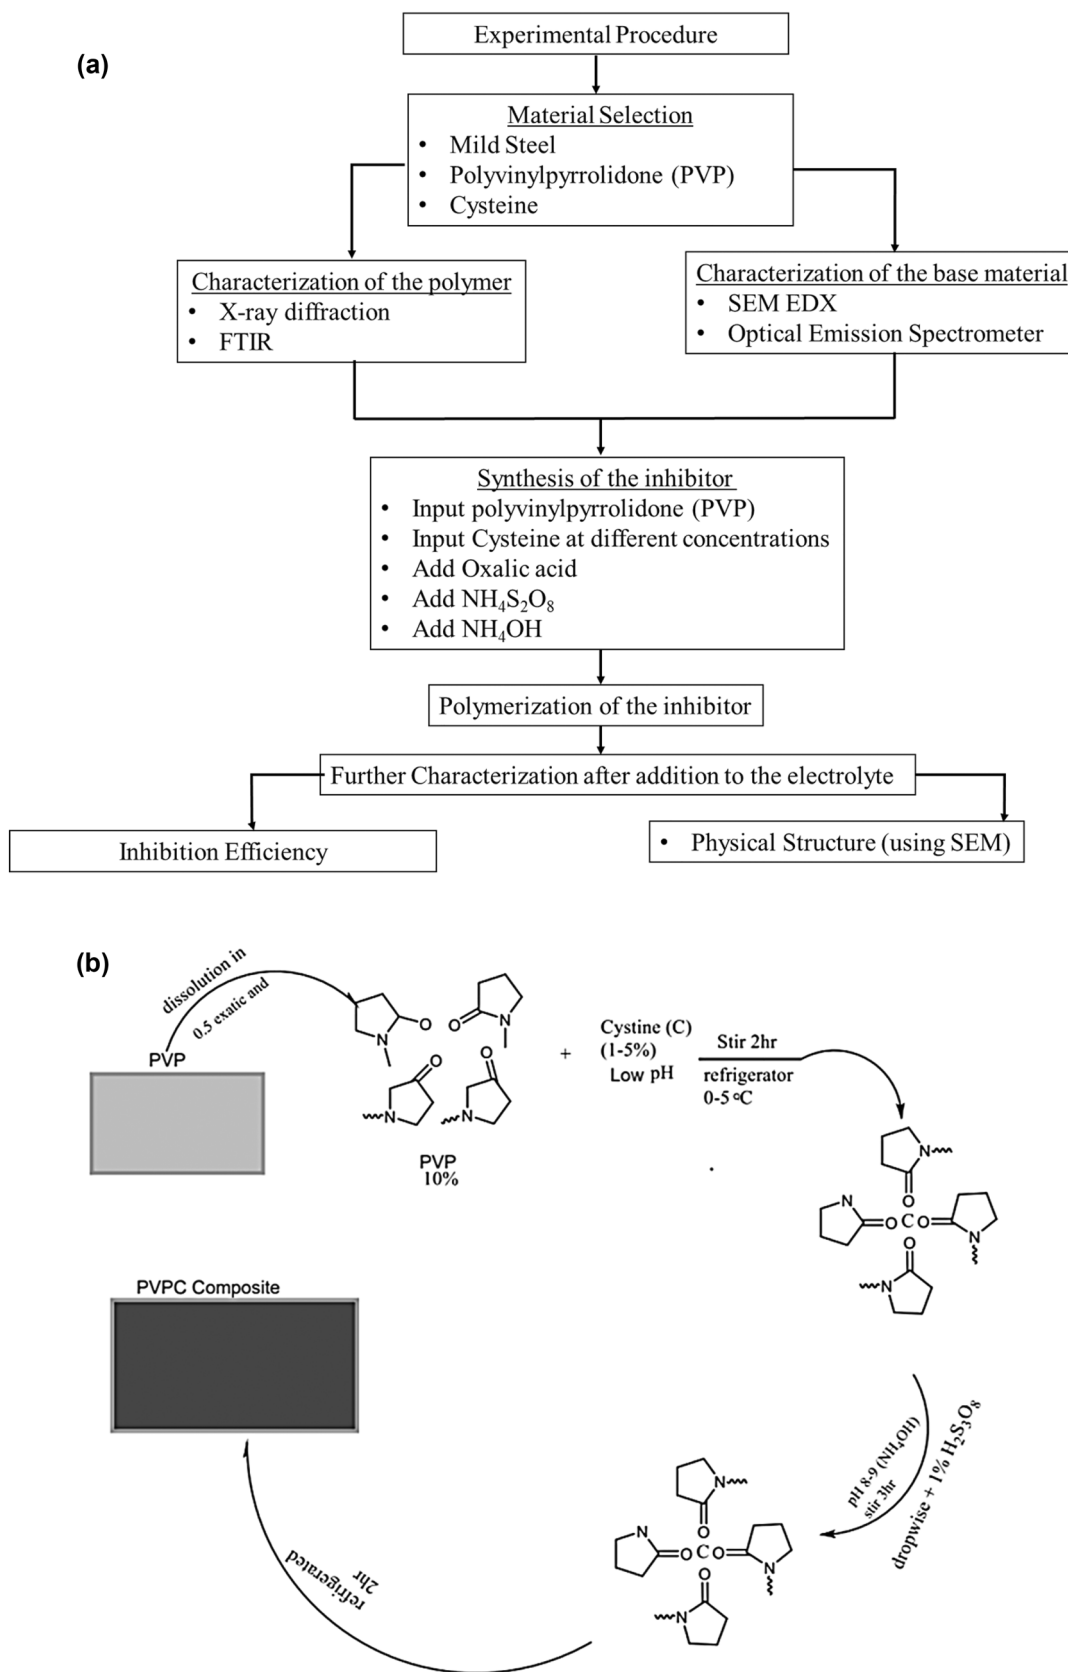 (a)
Experimental Procedure
Material Selection
• Mild Steel
• Polyvinylpyrrolidone (PVP)
• Cysteine
Characterization of the polymer
• X-ray diffraction
• FTIR
Characterization of the base material
• SEM EDX
• Optical Emission Spectrometer
Synthesis of the inhibitor
• Input polyvinylpyrrolidone (PVP)
• Input Cysteine at different concentrations
• Add Oxalic acid
• Add NH₄S₂O₈
• Add NH₄OH
Polymerization of the inhibitor
Further Characterization after addition to the electrolyte
Inhibition Efficiency
• Physical Structure (using SEM)
(b)
dissolution in
0.5 exatic and
PVP
N
O
O
N
O
N
O
N
PVP
10%
+
Cystine (C)
(1-5%)
Low pH
Stir 2hr
refrigerator
0-5 °C
N
O
N
O C O
N
O
N
pH 8-9 (NH₄OH)
stir 3hr
dropwise + 1% H₂S₃O₈
N
O
N
O C O
N
O
N
refrigerated
2hr
PVPC Composite